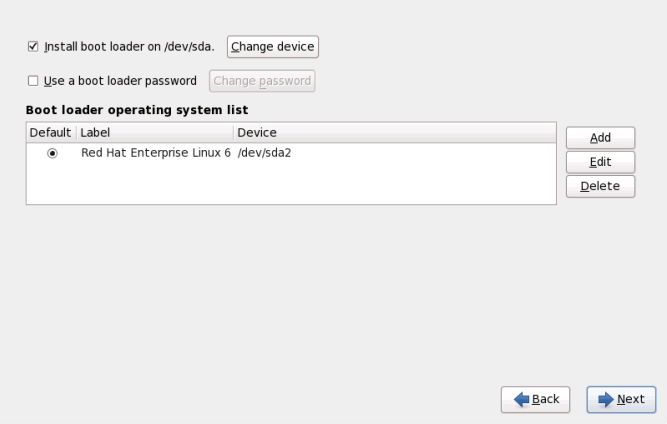 Install boot loader on /dev/sda. Change device
Use a boot loader password Change password
Boot loader operating system list
Default Label Device
Red Hat Enterprise Linux 6 /dev/sda2
Add
Edit
Delete
Back Next